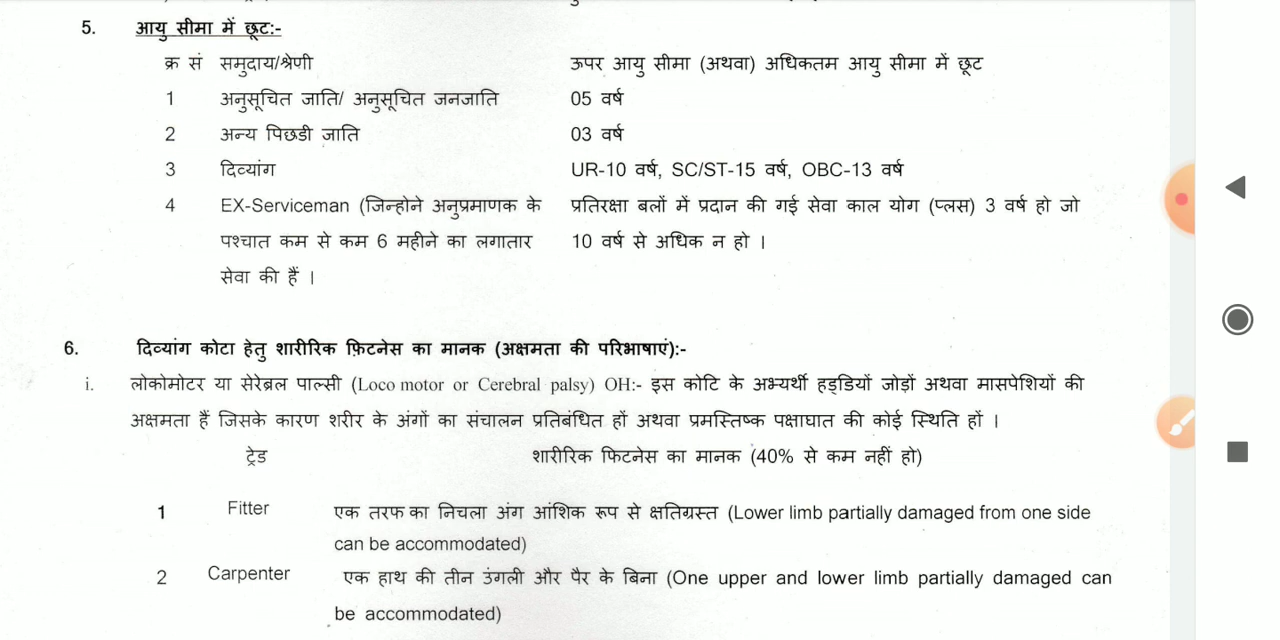 5. आयु सीमा में छूट:-
क्र सं समुदाय/श्रेणी ऊपर आयु सीमा (अथवा) अधिकतम आयु सीमा में छूट
1 अनुसूचित जाति/ अनुसूचित जनजाति 05 वर्ष
2 अन्य पिछडी जाति 03 वर्ष
3 दिव्यांग UR-10 वर्ष, SC/ST-15 वर्ष, OBC-13 वर्ष
4 EX-Serviceman (जिन्होने अनुप्रमाणक के प्रतिरक्षा बलों में प्रदान की गई सेवा काल योग (प्लस) 3 वर्ष हो जो
पश्चात कम से कम 6 महीने का लगातार 10 वर्ष से अधिक न हो ।
सेवा की हैं ।
6. दिव्यांग कोटा हेतु शारीरिक फ़िटनेस का मानक (अक्षमता की परिभाषाएं):-
i. लोकोमोटर या सेरेब्रल पाल्सी (Loco motor or Cerebral palsy) OH:- इस कोटि के अभ्यर्थी हड्डियों जोड़ों अथवा मासपेशियों की
अक्षमता हैं जिसके कारण शरीर के अंगों का संचालन प्रतिबंधित हों अथवा प्रमस्तिष्क पक्षाघात की कोई स्थिति हों ।
ट्रेड शारीरिक फिटनेस का मानक (40% से कम नहीं हो)
1 Fitter एक तरफ का निचला अंग आंशिक रूप से क्षतिग्रस्त (Lower limb partially damaged from one side
can be accommodated)
2 Carpenter एक हाथ की तीन उंगली और पैर के बिना (One upper and lower limb partially damaged can
be accommodated)